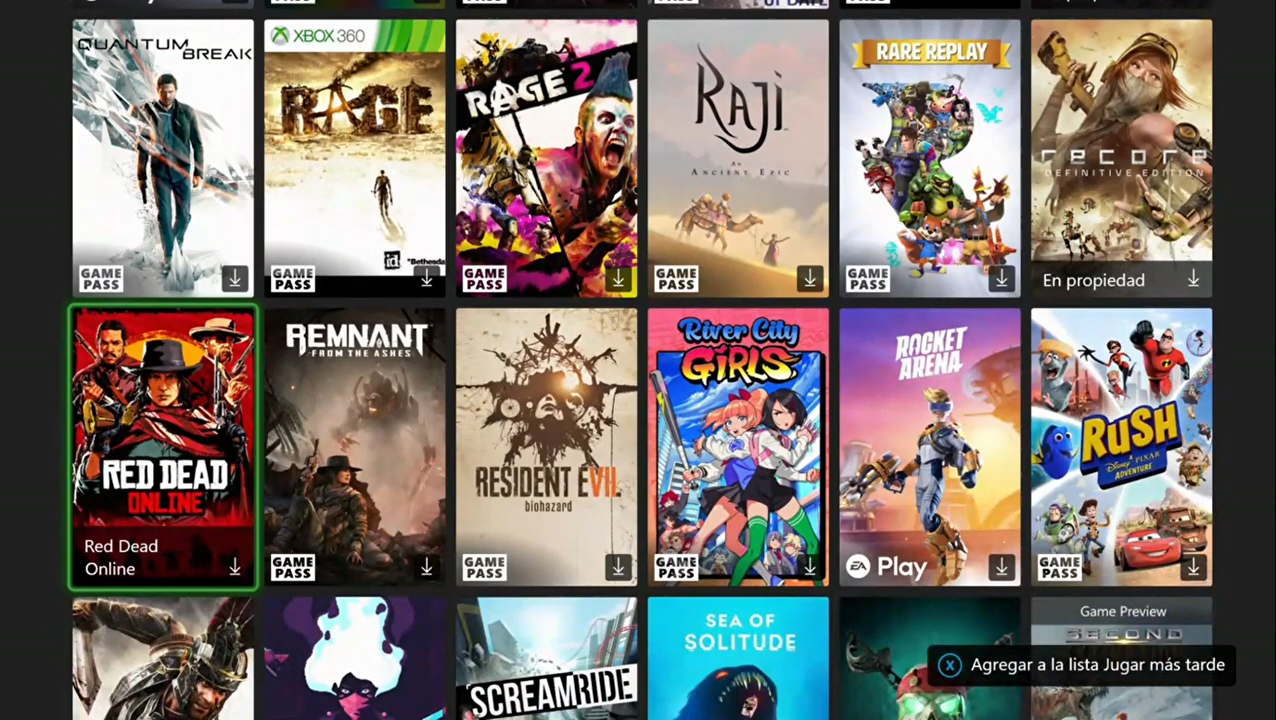 QUANTUM
BREAK
GAME
PASS
XBOX 360
RAGE
id
Bethesda
GAME
PASS
RAGE 2
GAME
PASS
RAJI
AN
ANCIENT EPIC
GAME
PASS
RARE REPLAY
GAME
PASS
recore
DEFINITIVE EDITION
En propiedad
RED DEAD
ONLINE
Red Dead
Online
REMNANT
FROM THE ASHES
GAME
PASS
RESIDENT EVIL
biohazard
GAME
PASS
River City
GIRLS
GAME
PASS
ROCKET
ARENA
EA Play
RUSH
A Disney PIXAR
ADVENTURE
GAME
PASS
SCREAMRIDE
SEA OF
SOLITUDE
Game Preview
SECOND
X Agregar a la lista Jugar más tarde